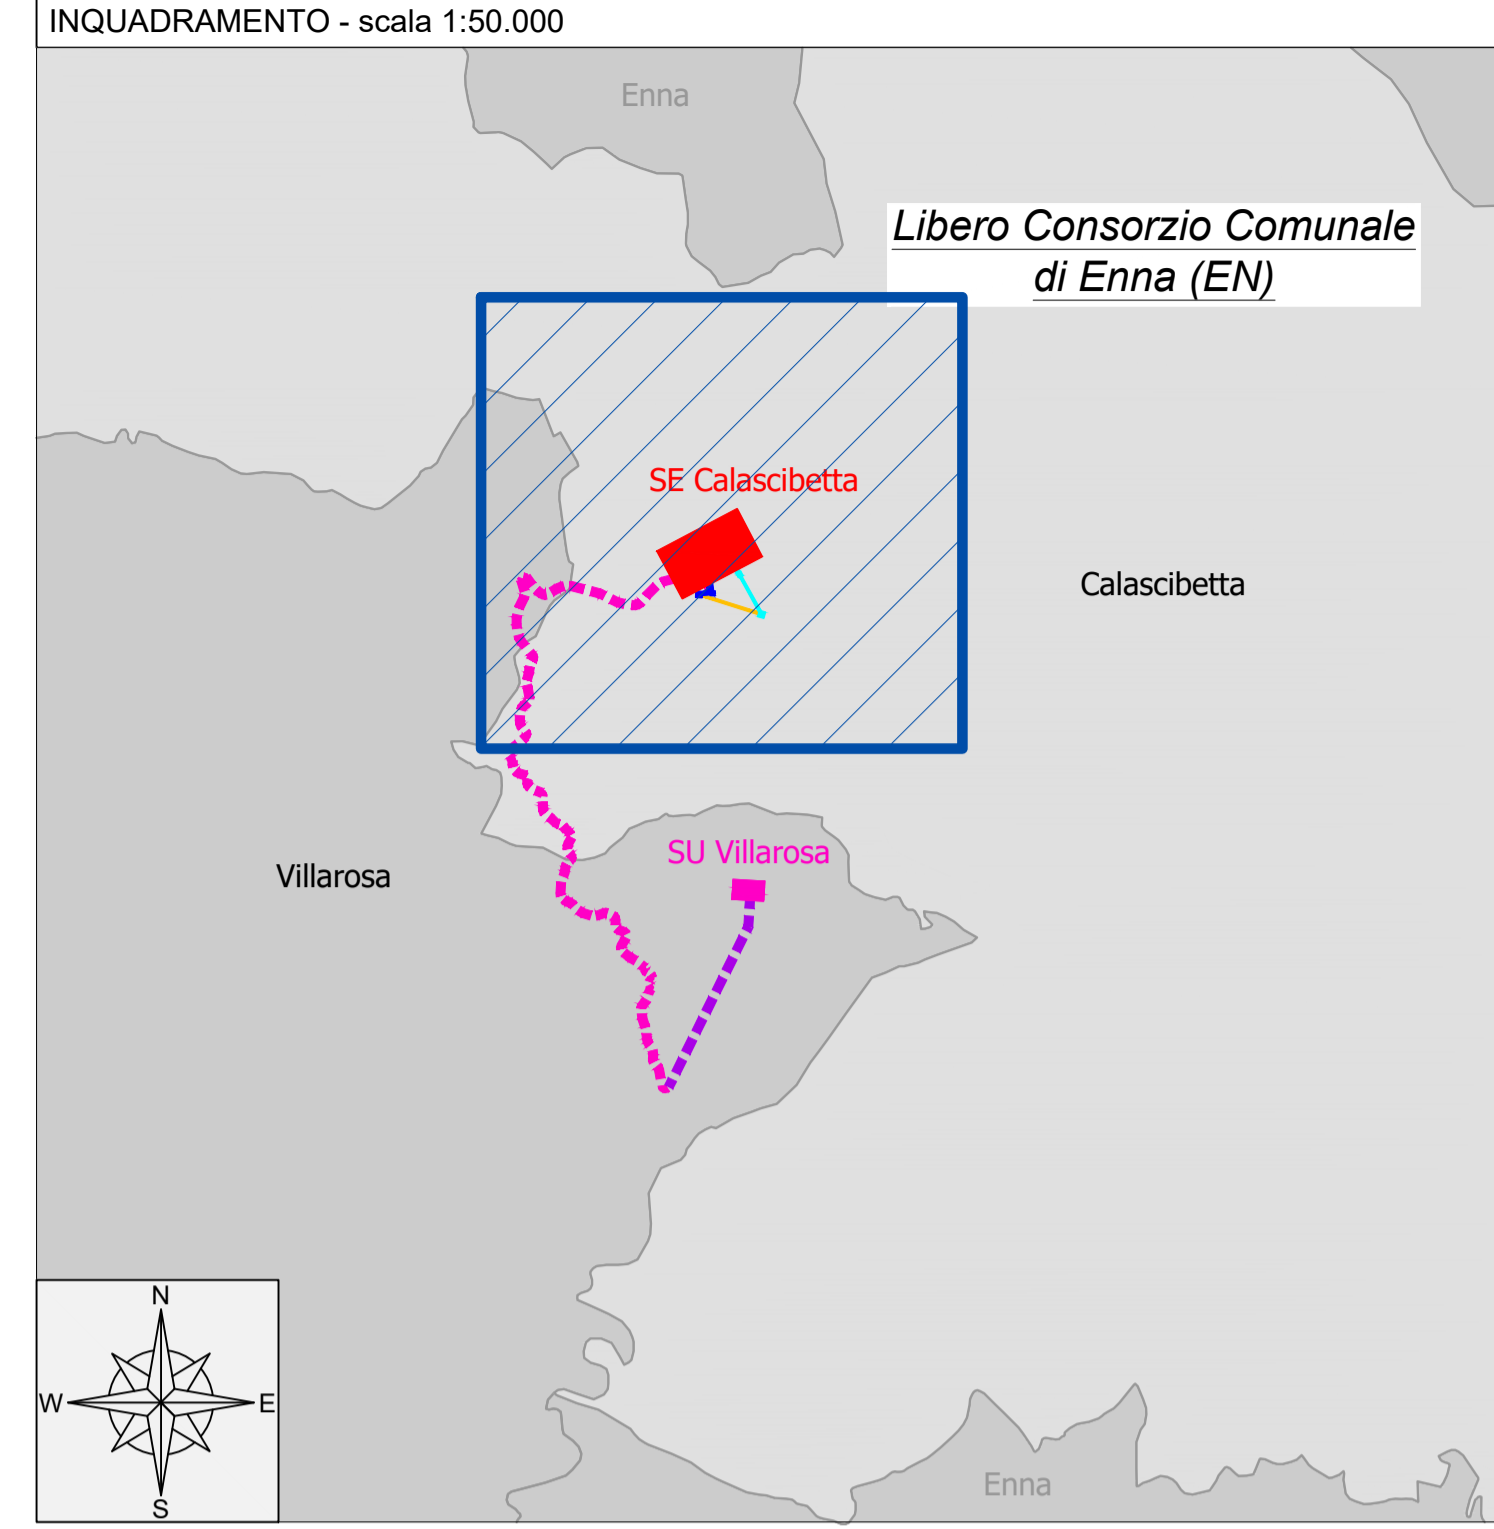 INQUADRAMENTO - scala 1:50.000
Enna
Libero Consorzio Comunale
di Enna (EN)
SE Calascibetta
Calascibetta
SU Villarosa
Villarosa
N
W
E
S
Enna